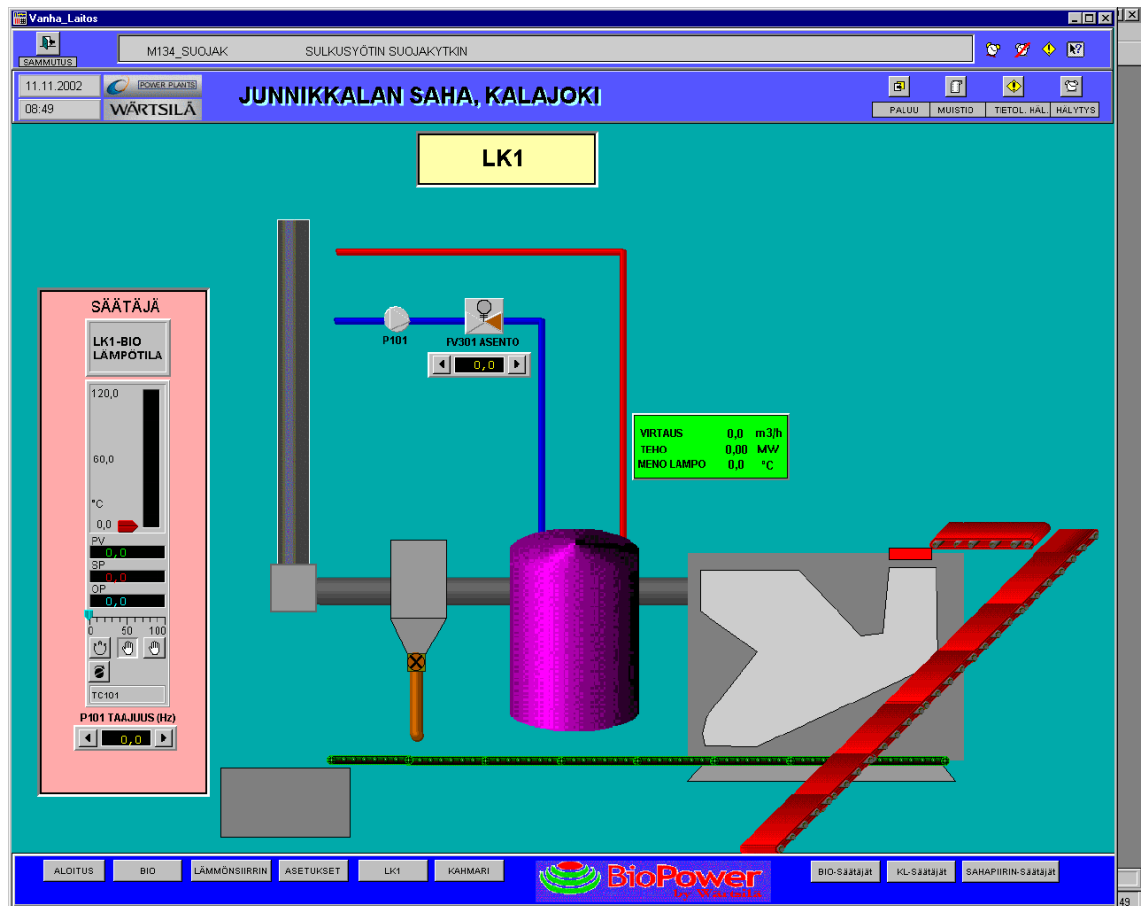 Vanha_Laitos
SAMMUTUS
M134_SUOJAK SULKUSYÖTIN SUOJAKYTKIN
11.11.2002
08:49
POWER PLANTS
WÄRTSILÄ
JUNNIKKALAN SAHA, KALAJOKI
PALUU MUISTIO TIETOL. HÄL. HÄLYTYS
LK1
SÄÄTÄJÄ
LK1-BIO
LÄMPÖTILA
120,0
60,0
°C
0,0
PV
0,0
SP
0,0
OP
0,0
0 50 100
TC101
P101 TAAJUUS (Hz)
0,0
P101
FV301 ASENTO
0,0
VIRTAUS 0,0 m3/h
TEHO 0,00 MW
MENO LAMPO 0,0 °C
ALOITUS BIO LÄMMÖNSIIRRIN ASETUKSET LK1 KAHMARI
BioPower
by Wartsila
BIO-Säätäjät KL-Säätäjät SAHAPIIRIN-Säätäjät
49